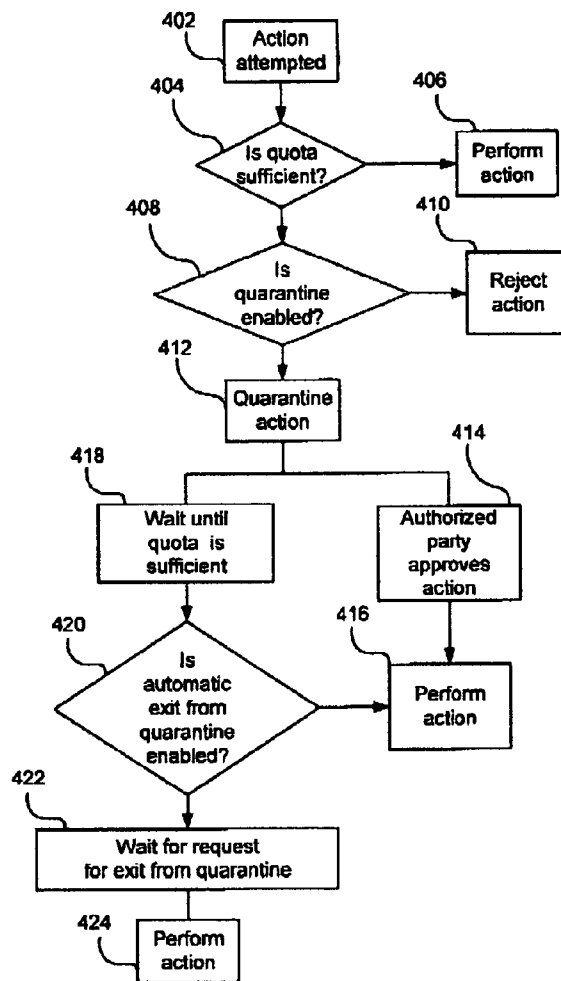 402
Action
attempted
404
406
Is quota
sufficient?
Perform
action
408
410
Is
quarantine
enabled?
Reject
action
412
Quarantine
action
418
414
Wait until
quota is
sufficient
Authorized
party
approves
action
420
416
Is
automatic
exit from
quarantine
enabled?
Perform
action
422
Wait for request
for exit from quarantine
424
Perform
action